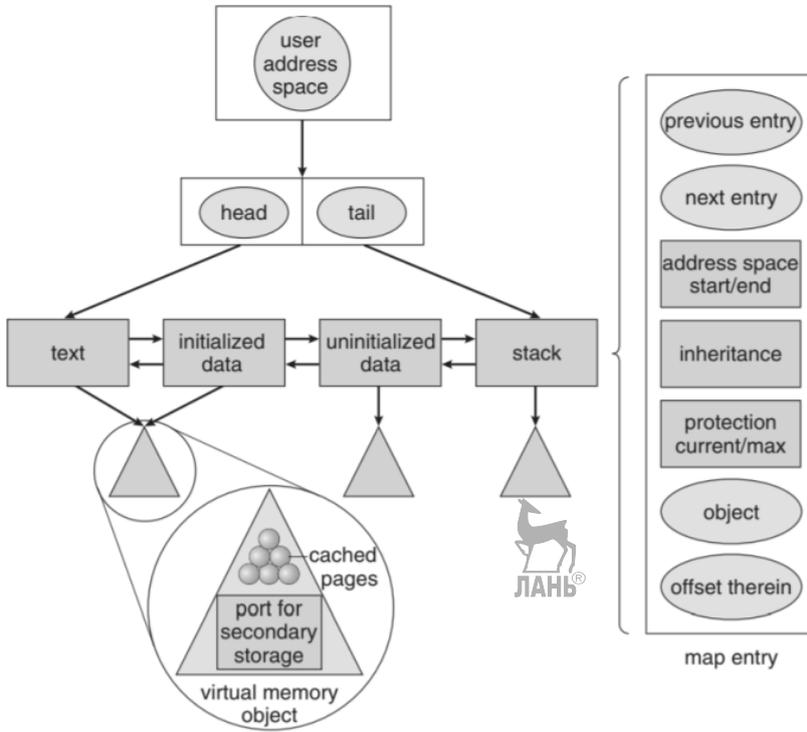 user
address
space
head
tail
text
initialized
data
uninitialized
data
stack
cached
pages
port for
secondary
storage
virtual memory
object
ЛАНЬ®
previous entry
next entry
address space
start/end
inheritance
protection
current/max
object
offset therein
map entry